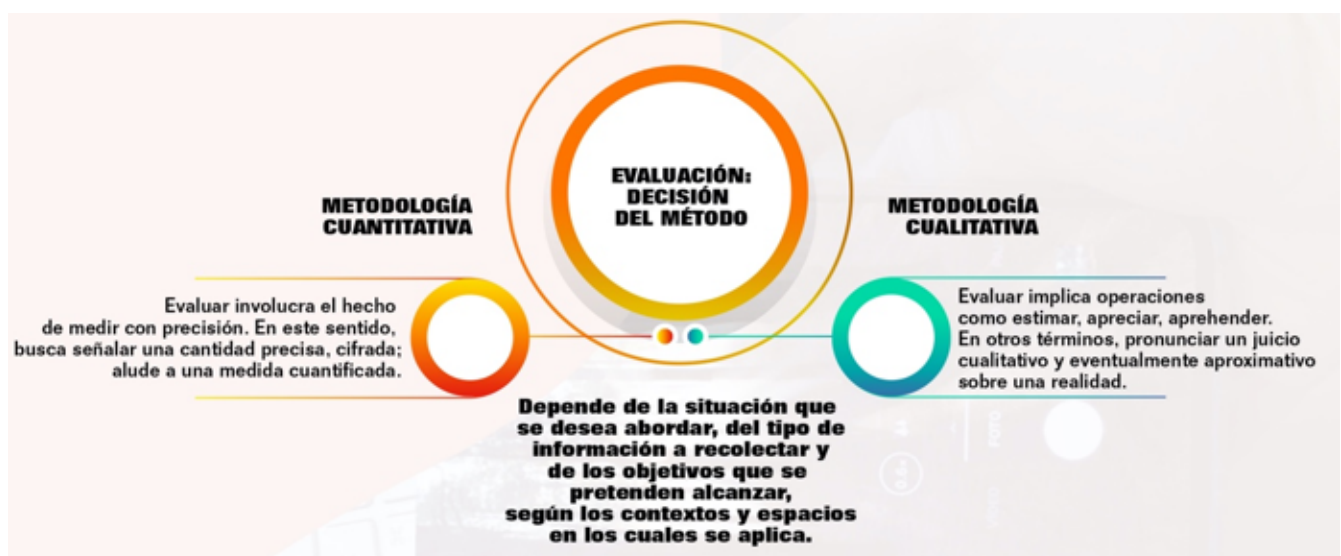 EVALUACIÓN:
DECISIÓN
DEL MÉTODO
METODOLOGÍA
CUANTITATIVA
Evaluar involucra el hecho
de medir con precisión. En este sentido,
busca señalar una cantidad precisa, cifrada;
alude a una medida cuantificada.
METODOLOGÍA
CUALITATIVA
Evaluar implica operaciones
como estimar, apreciar, aprehender.
En otros términos, pronunciar un juicio
cualitativo y eventualmente aproximativo
sobre una realidad.
Depende de la situación que
se desea abordar, del tipo de
información a recolectar y
de los objetivos que se
pretenden alcanzar,
según los contextos y espacios
en los cuales se aplica.
FOTO